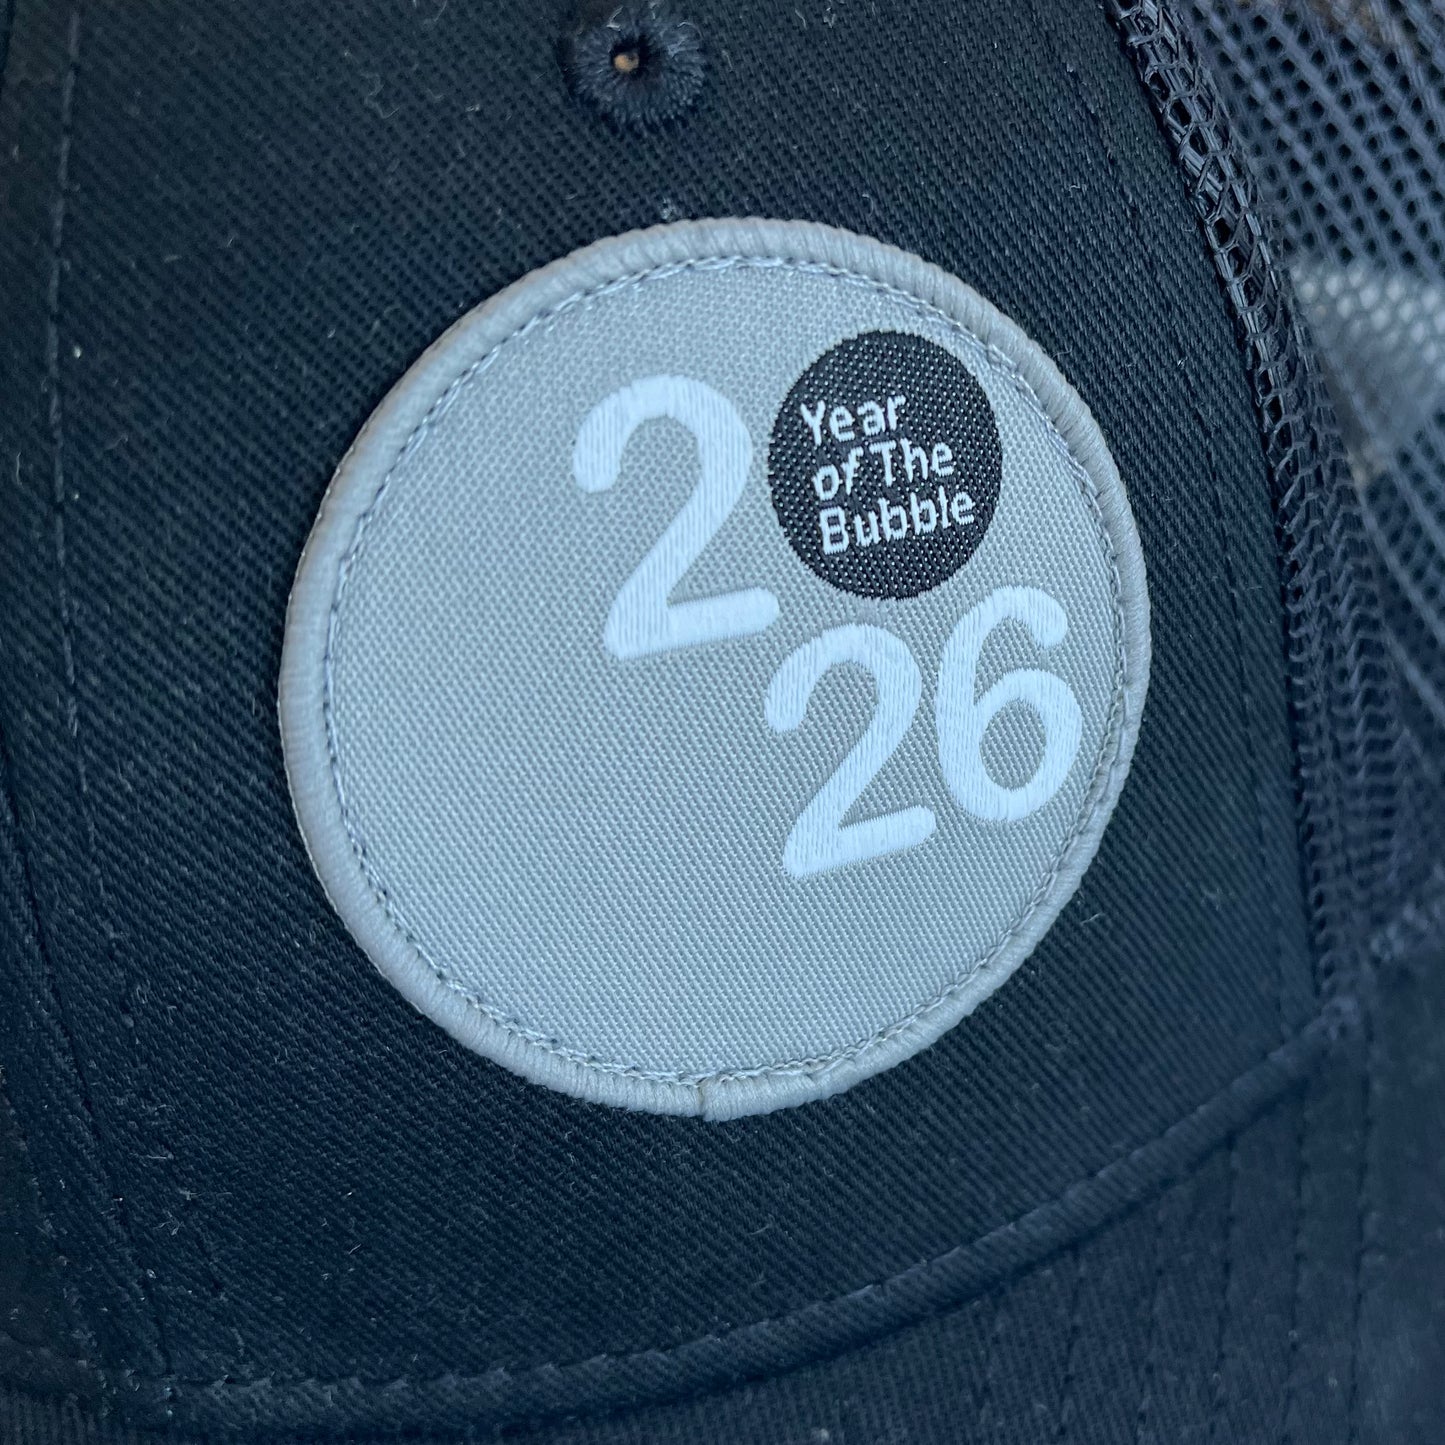 2
Year
of The
Bubble
26